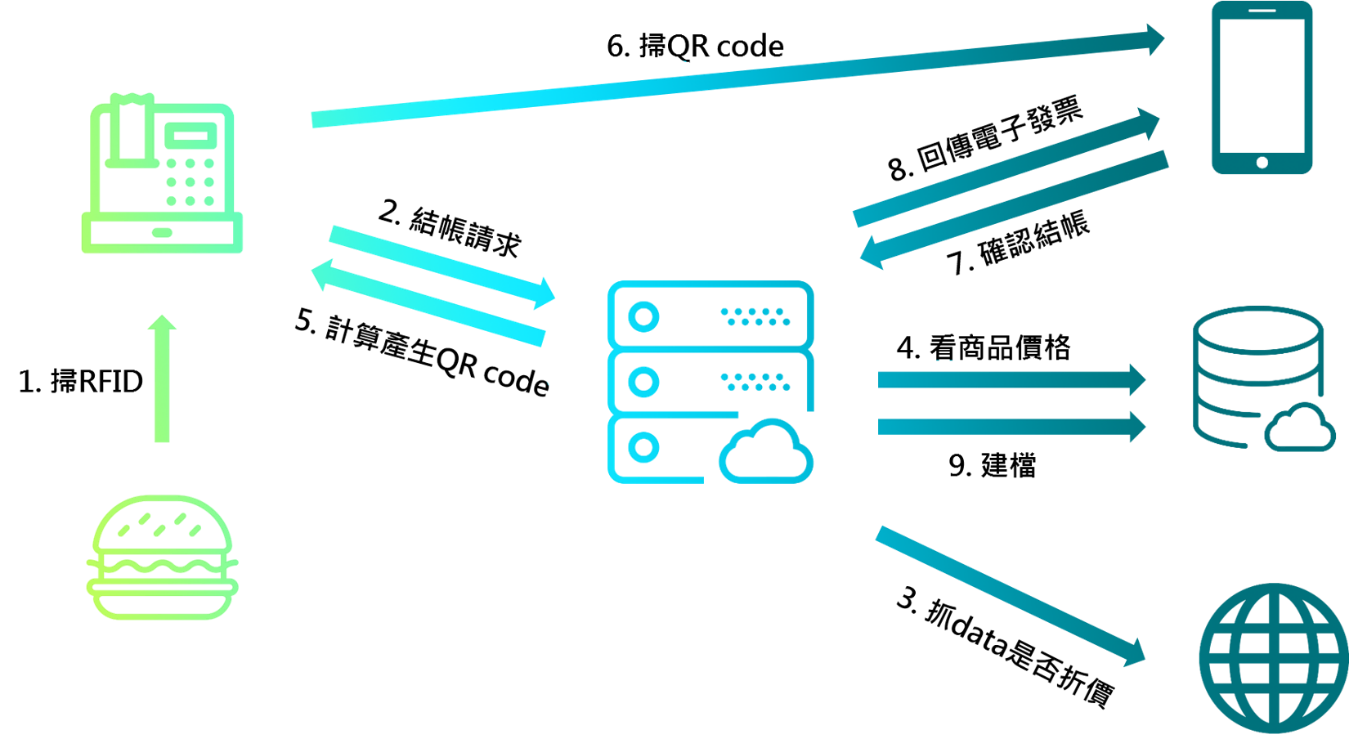 6. 掃QR code
8. 回傳電子發票
2. 結帳請求
7. 確認結帳
5. 計算產生QR code
4. 看商品價格
1. 掃RFID
9. 建檔
3. 抓data是否折價